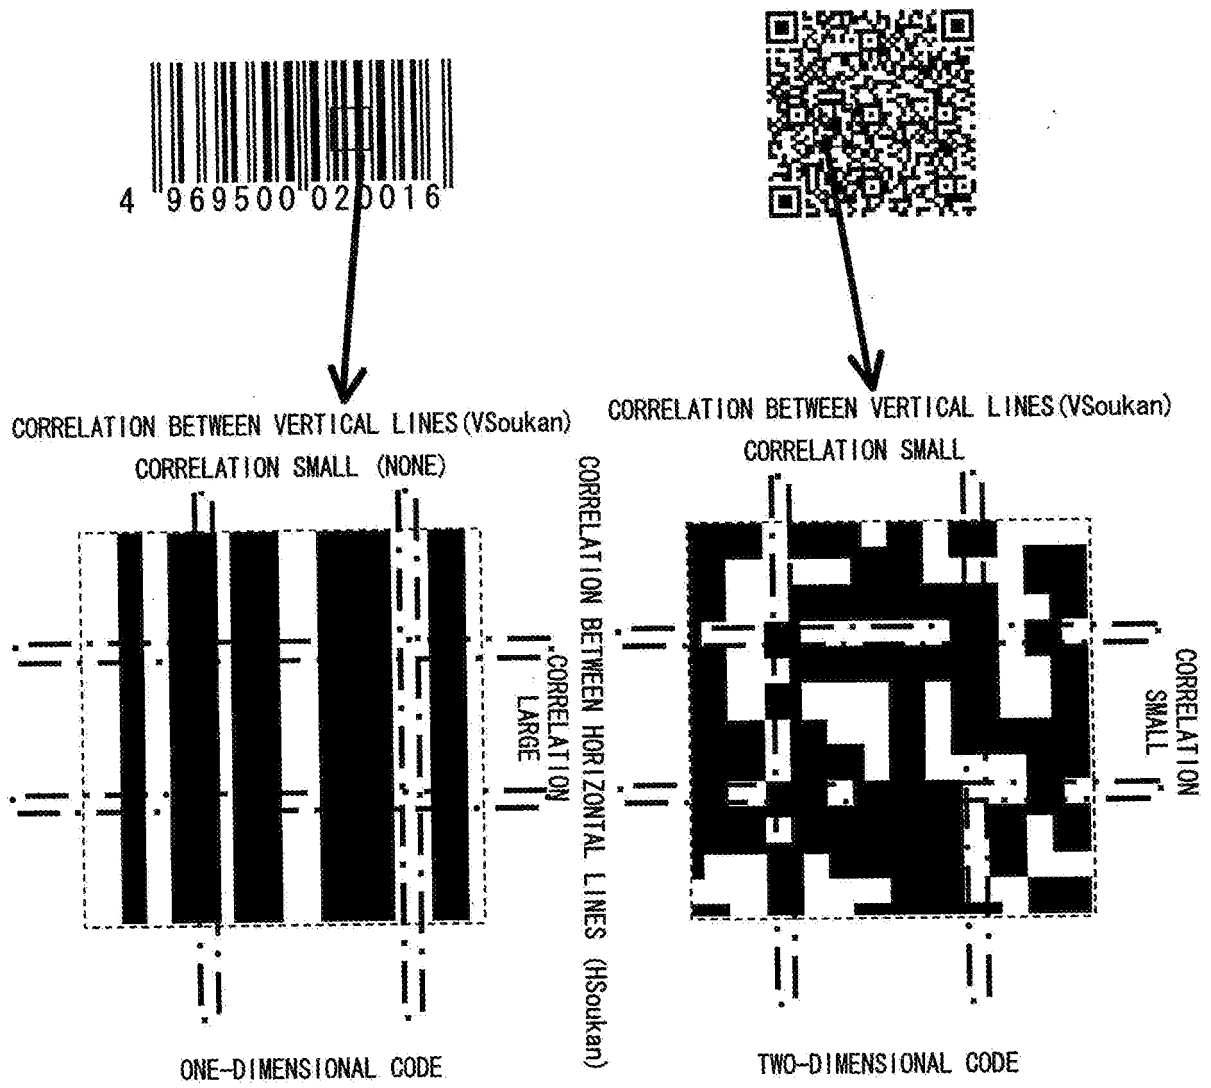 4 969500 020016
CORRELATION BETWEEN VERTICAL LINES(VSoukan)
CORRELATION SMALL (NONE)
CORRELATION BETWEEN VERTICAL LINES(VSoukan)
CORRELATION SMALL
CORRELATION
LARGE
CORRELATION BETWEEN HORIZONTAL LINES (HSoukan)
CORRELATION
SMALL
ONE-DIMENSIONAL CODE
TWO-DIMENSIONAL CODE